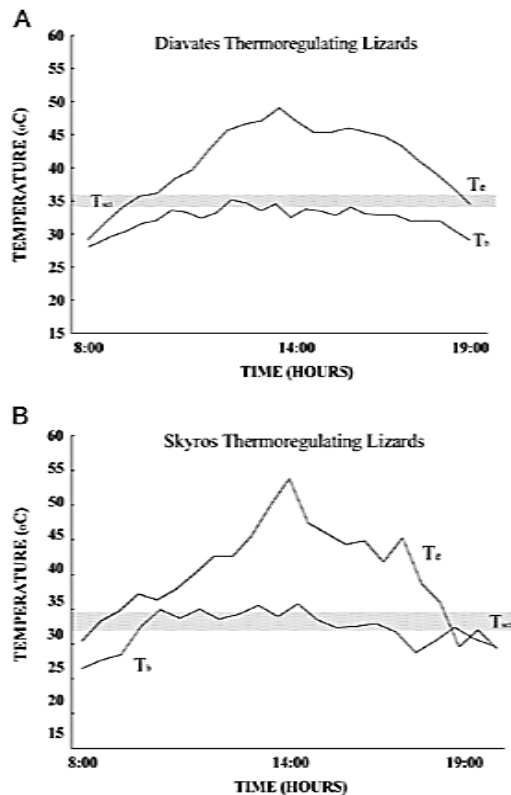 A
Diavates Thermoregulating Lizards
TEMPERATURE (oC)
60
55
50
45
40
35
30
25
20
15
Tset
Te
Tb
8:00
14:00
19:00
TIME (HOURS)
B
Skyros Thermoregulating Lizards
TEMPERATURE (oC)
60
55
50
45
40
35
30
25
20
15
Te
Tset
Tb
8:00
14:00
19:00
TIME (HOURS)